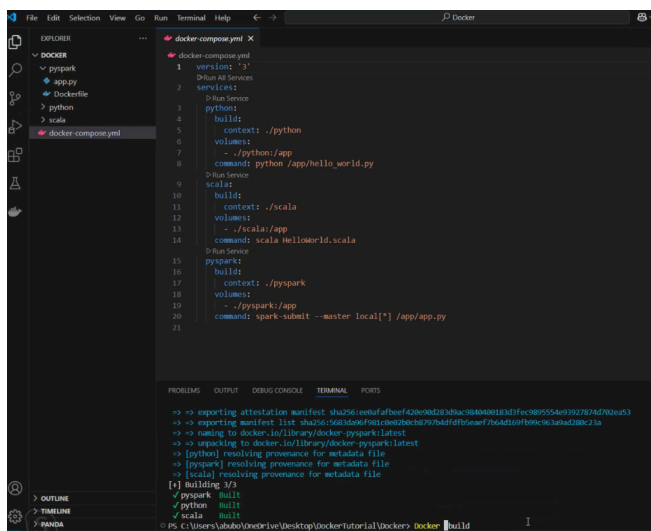 File Edit Selection View Go Run Terminal Help
Docker
EXPLORER
DOCKER
pyspark
app.py
Dockerfile
python
scala
docker-compose.yml
OUTLINE
TIMELINE
PANDA
docker-compose.yml
docker-compose.yml
1 version: '3'
Run All Services
2 services:
Run Service
3 python:
4 build:
5 context: ./python
6 volumes:
7 - ./python:/app
8 command: python /app/hello_world.py
Run Service
9 scala:
10 build:
11 context: ./scala
12 volumes:
13 - ./scala:/app
14 command: scala HelloWorld.scala
Run Service
15 pyspark:
16 build:
17 context: ./pyspark
18 volumes:
19 - ./pyspark:/app
20 command: spark-submit --master local[*] /app/app.py
21
PROBLEMS OUTPUT DEBUG CONSOLE TERMINAL PORTS
=> => exporting attestation manifest sha256:ee0afafbeef420e90d283d9ac9840400183d3fec9895554e93927874d702ea53
=> => exporting manifest list sha256:5683da96f981c0e02b0cb8797b4dfdfb5eaef7b64d169fb99c963a9ad280c23a
=> => naming to docker.io/library/docker-pyspark:latest
=> => unpacking to docker.io/library/docker-pyspark:latest
=> [python] resolving provenance for metadata file
=> [pyspark] resolving provenance for metadata file
=> [scala] resolving provenance for metadata file
[+] Building 3/3
✓ pyspark Built
✓ python Built
✓ scala Built
PS C:\Users\abubo\OneDrive\Desktop\DockerTutorial\Docker> Docker build